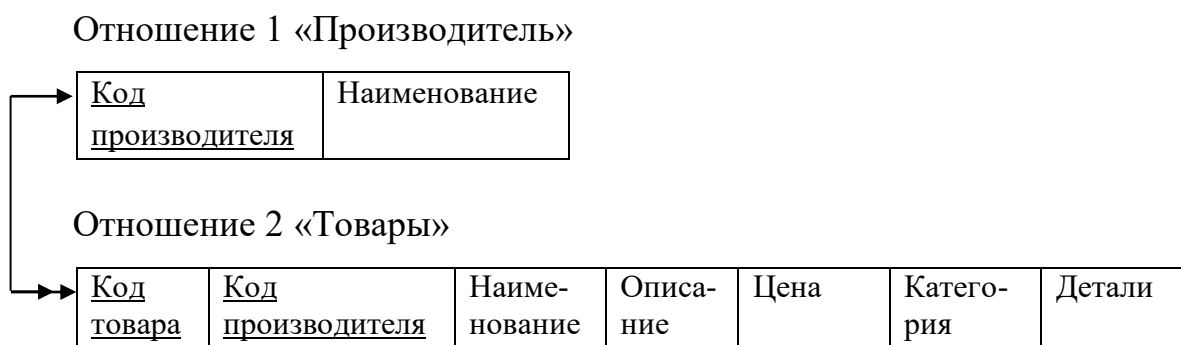 Отношение 1 «Производитель»
Код Наименование
производителя
Отношение 2 «Товары»
Код Код Наиме- Описа- Цена Катего- Детали
товара производителя нование ние рия